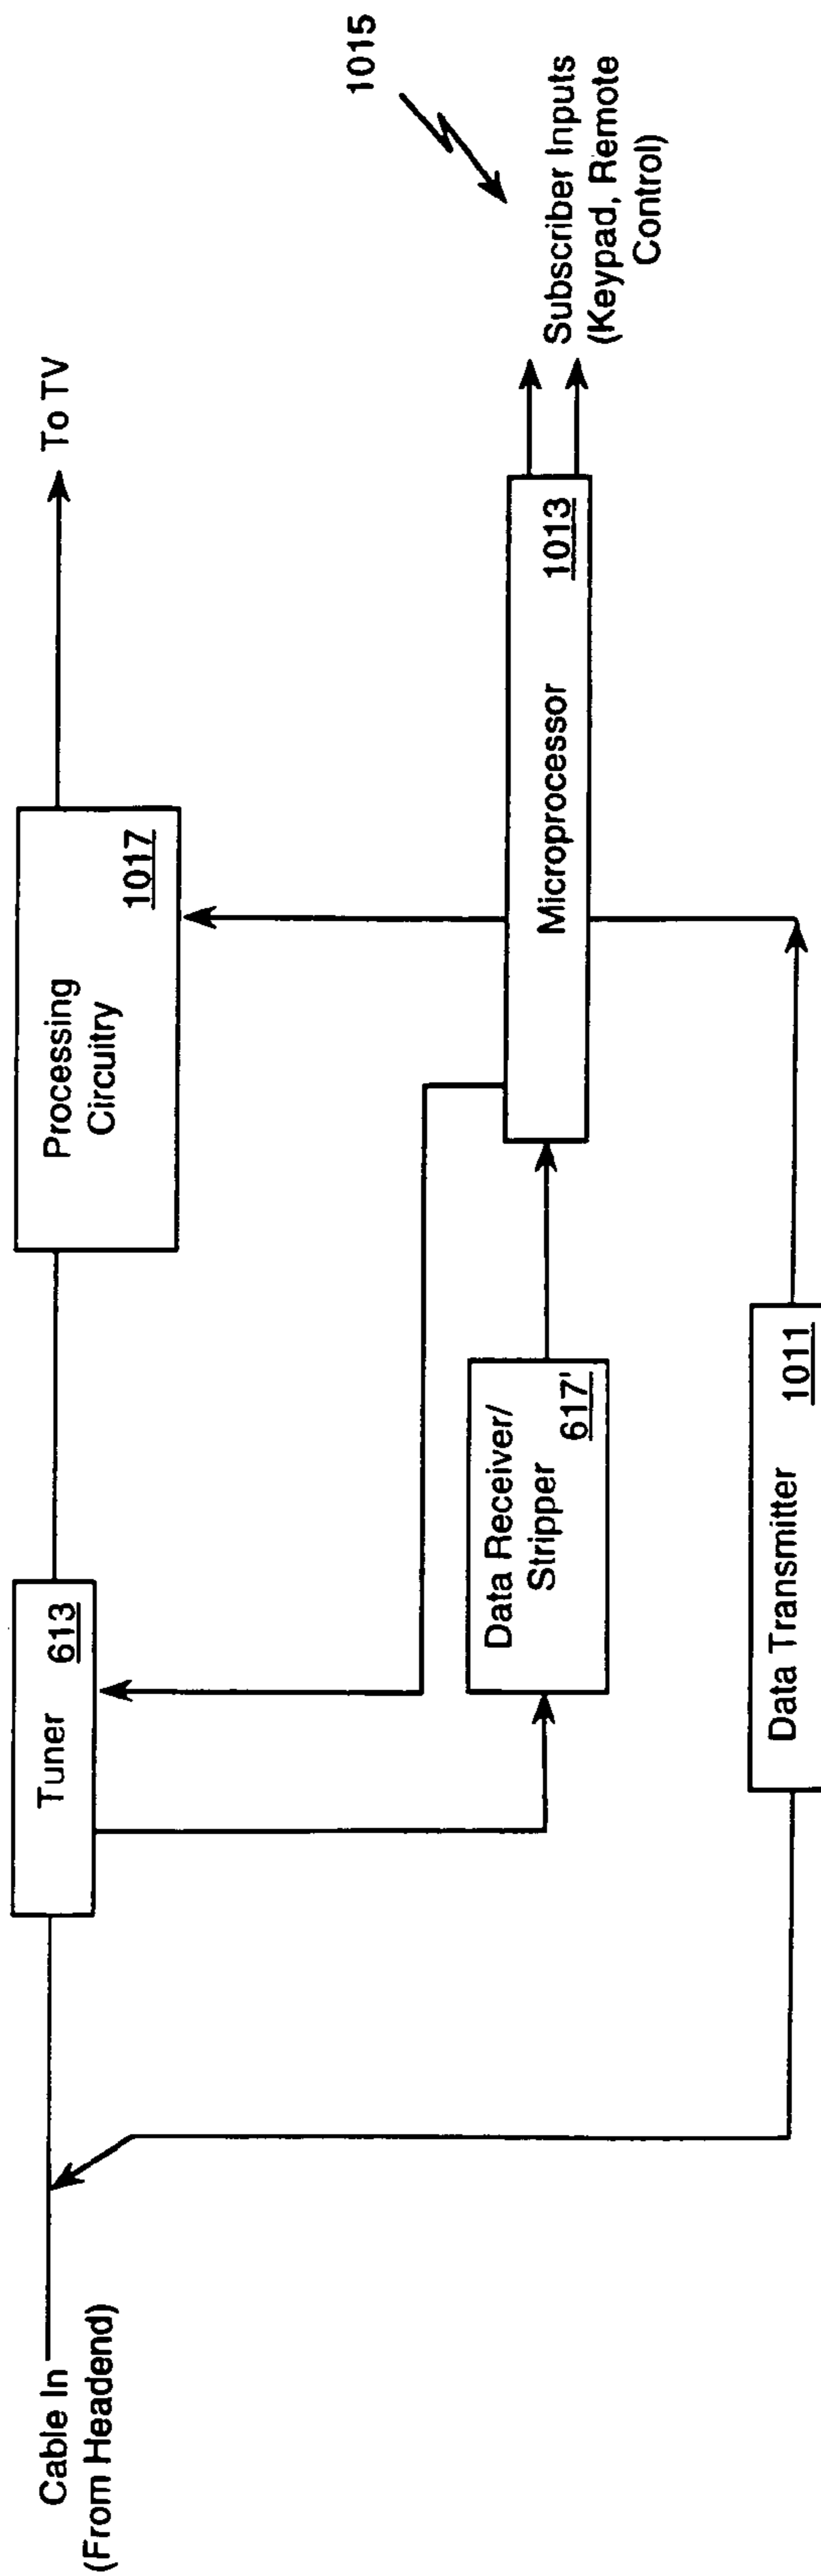 Cable In
(From Headend)
Tuner
613
Processing
Circuitry
1017
To TV
Data Receiver/
Stripper
617'
Microprocessor
1013
Subscriber Inputs
(Keypad, Remote
Control)
1015
Data Transmitter
1011